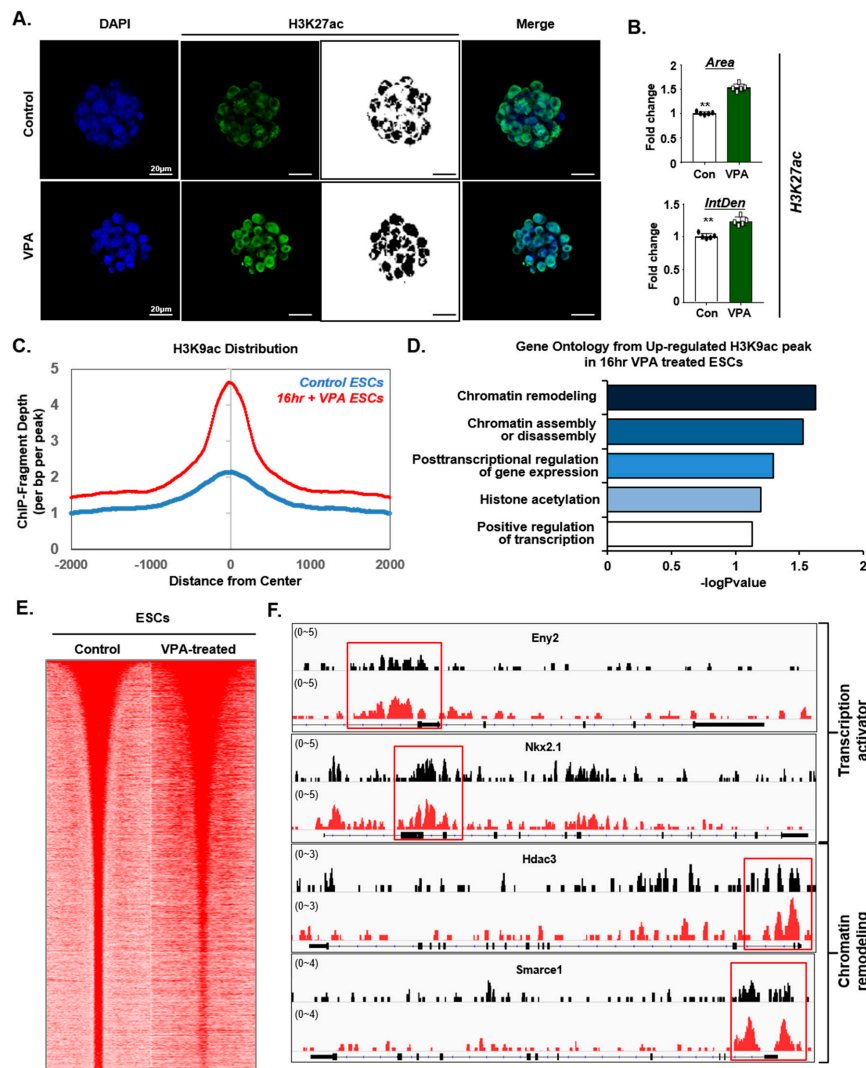 A.
DAPI
H3K27ac
Merge
Control
20µm
VPA
20µm
B.
Area
Fold change
2
1.5
1
0.5
0
**
Con VPA
IntDen
Fold change
1.5
1
0.5
0
**
Con VPA
H3K27ac
C.
H3K9ac Distribution
Control ESCs
16hr + VPA ESCs
ChIP-Fragment Depth
(per bp per peak)
5
4
3
2
1
0
-2000 -1000 0 1000 2000
Distance from Center
D.
Gene Ontology from Up-regulated H3K9ac peak
in 16hr VPA treated ESCs
Chromatin remodeling
Chromatin assembly
or disassembly
Posttranscriptional regulation
of gene expression
Histone acetylation
Positive regulation
of transcription
0 0.5 1 1.5 2
-logPvalue
E.
ESCs
Control VPA-treated
F.
(0~5)
Eny2
(0~5)
(0~5)
Nkx2.1
(0~5)
Transcription
activator
(0~3)
Hdac3
(0~3)
(0~4)
Smarce1
(0~4)
Chromatin
remodeling